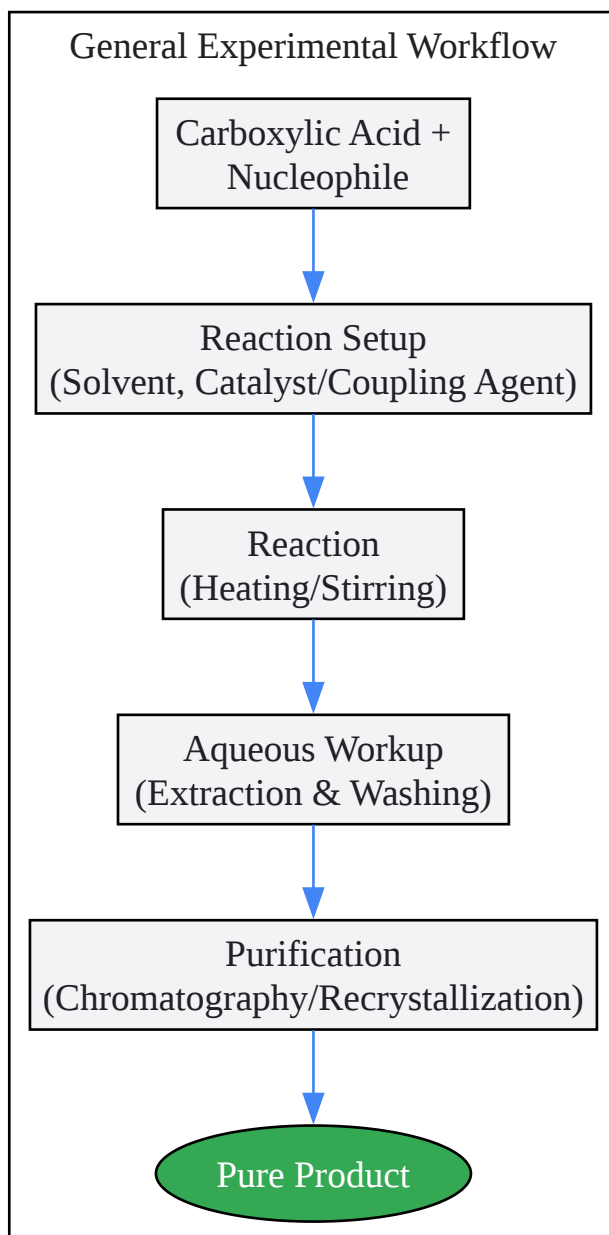 General Experimental Workflow
Carboxylic Acid +
Nucleophile
Reaction Setup
(Solvent, Catalyst/Coupling Agent)
Reaction
(Heating/Stirring)
Aqueous Workup
(Extraction & Washing)
Purification
(Chromatography/Recrystallization)
Pure Product